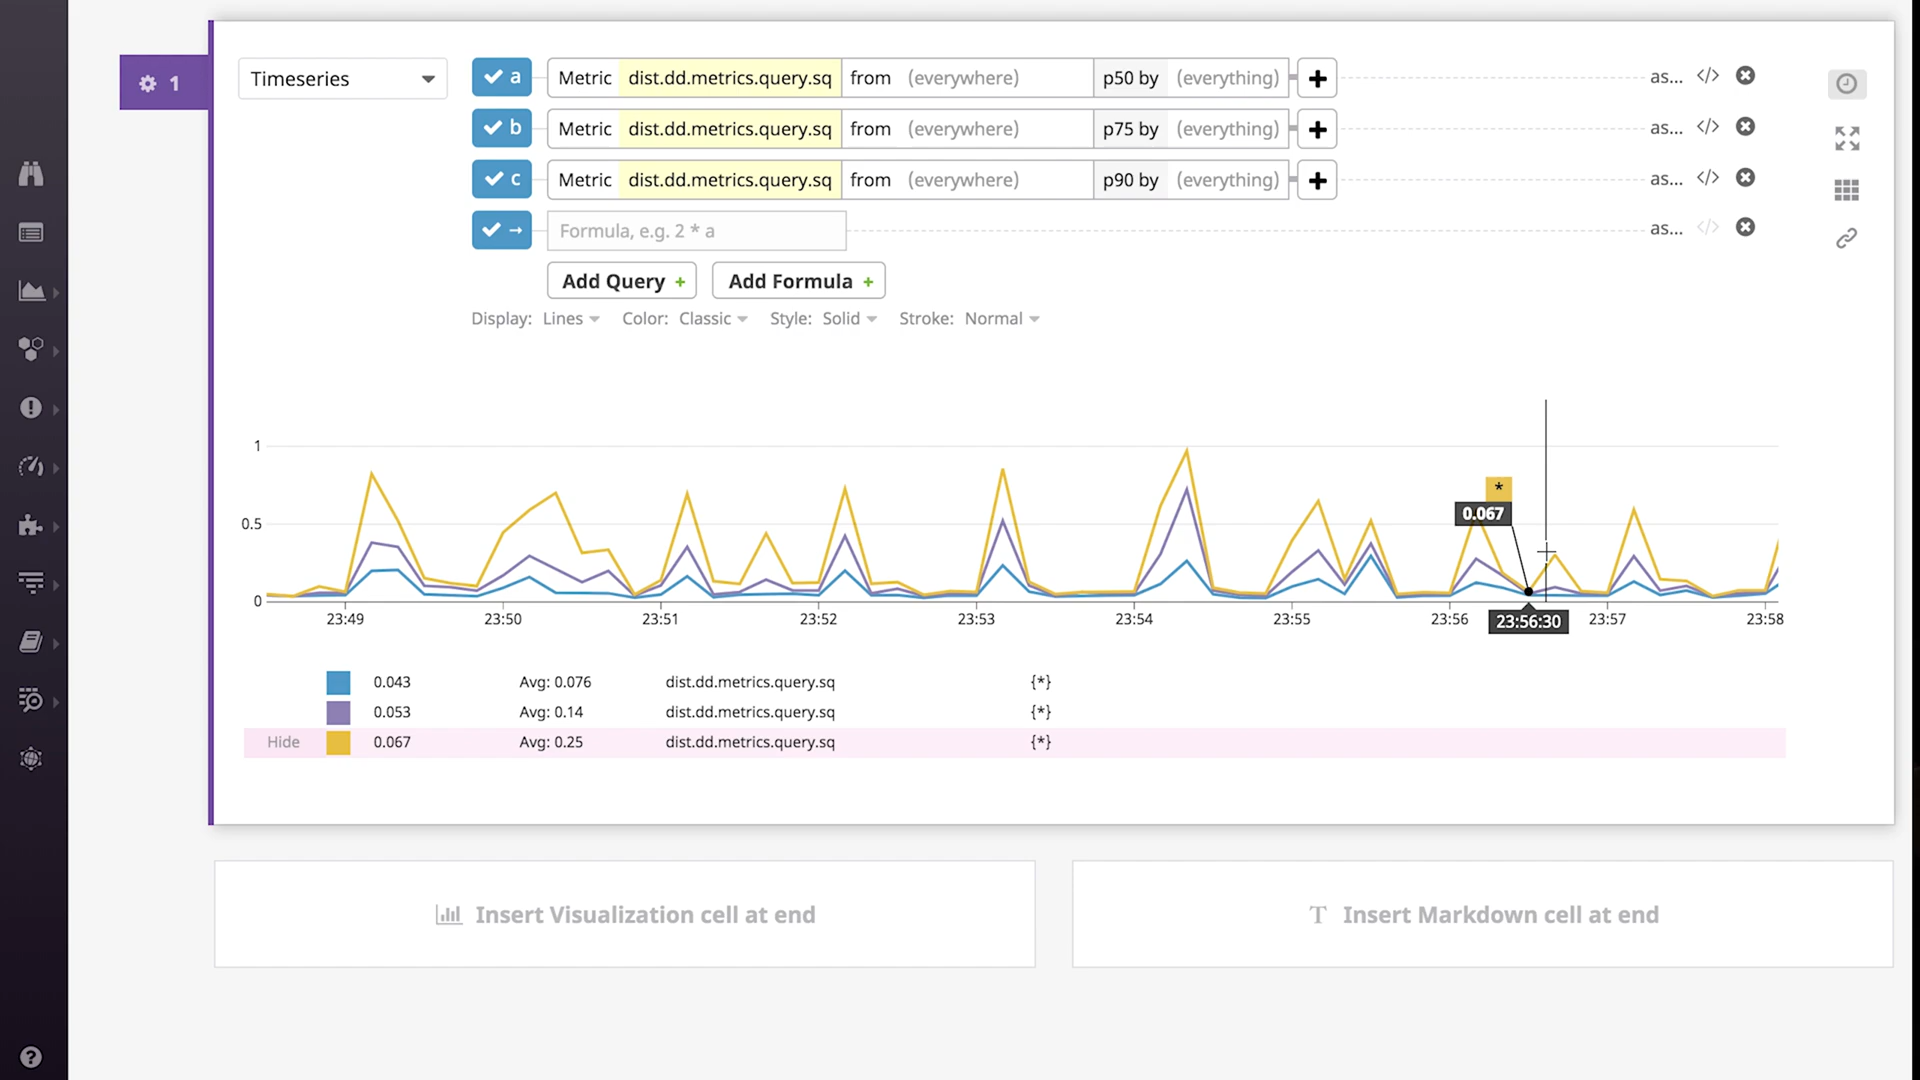 1
Timeseries
a Metric dist.dd.metrics.query.sq from (everywhere) p50 by (everything) + as... </>
b Metric dist.dd.metrics.query.sq from (everywhere) p75 by (everything) + as... </>
c Metric dist.dd.metrics.query.sq from (everywhere) p90 by (everything) + as... </>
→ Formula, e.g. 2 * a as... </>
Add Query + Add Formula +
Display: Lines Color: Classic Style: Solid Stroke: Normal
1
*
0.067
0.5
0
23:49 23:50 23:51 23:52 23:53 23:54 23:55 23:56 23:56:30 23:57 23:58
0.043 Avg: 0.076 dist.dd.metrics.query.sq {*}
0.053 Avg: 0.14 dist.dd.metrics.query.sq {*}
Hide 0.067 Avg: 0.25 dist.dd.metrics.query.sq {*}
Insert Visualization cell at end
T Insert Markdown cell at end
?